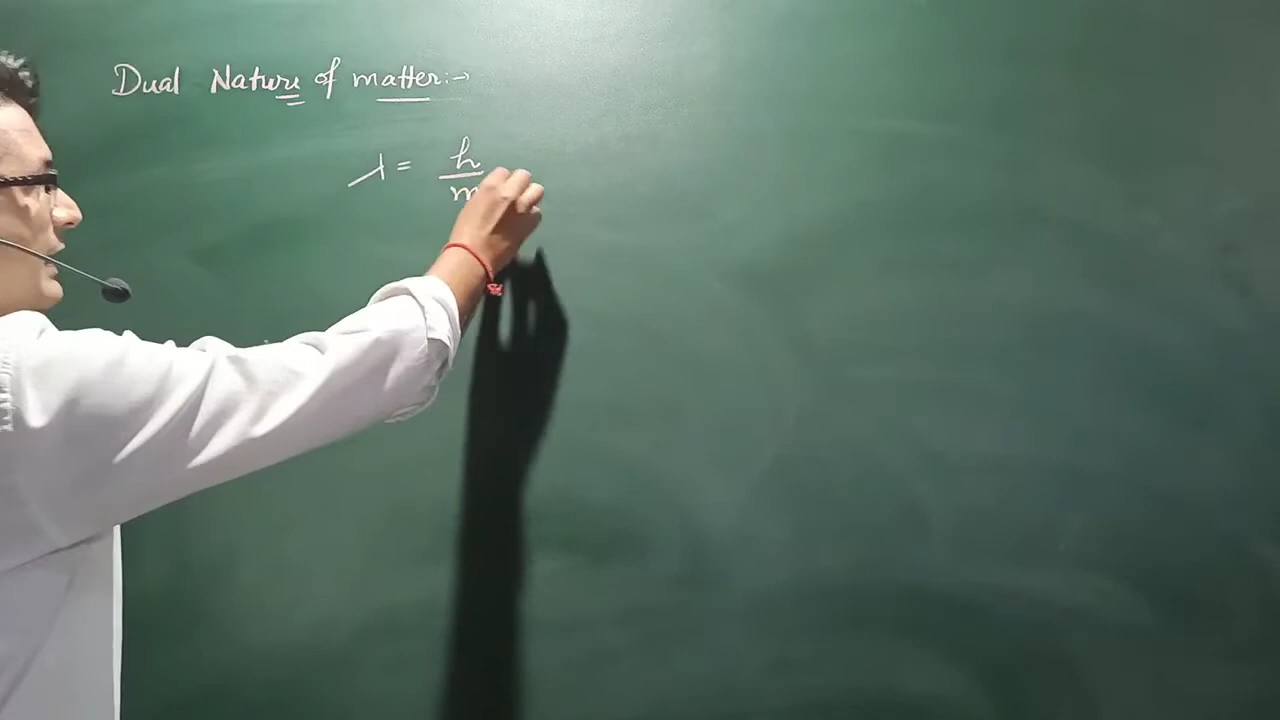 Dual Nature of matter:-
λ = h/m